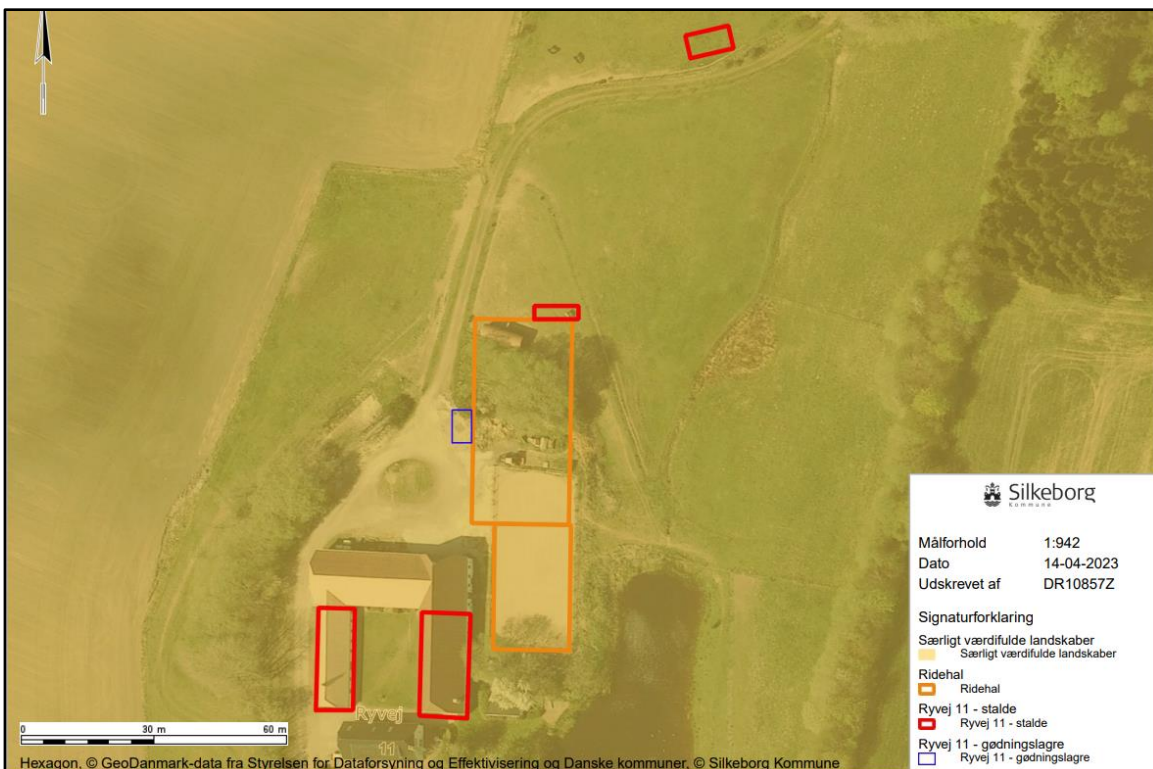 Silkeborg
Kommune
Målforhold 1:942
Dato 14-04-2023
Udskrevet af DR10857Z
Signaturforklaring
Særligt værdifulde landskaber
Særligt værdifulde landskaber
Ridehal
Ridehal
Ryvej 11 - stalde
Ryvej 11 - stalde
Ryvej 11 - gødningslagre
Ryvej 11 - gødningslagre
Ryvej
11
0 30 m 60 m
Hexagon, © GeoDanmark-data fra Styrelsen for Dataforsyning og Effektivisering og Danske kommuner, © Silkeborg Kommune